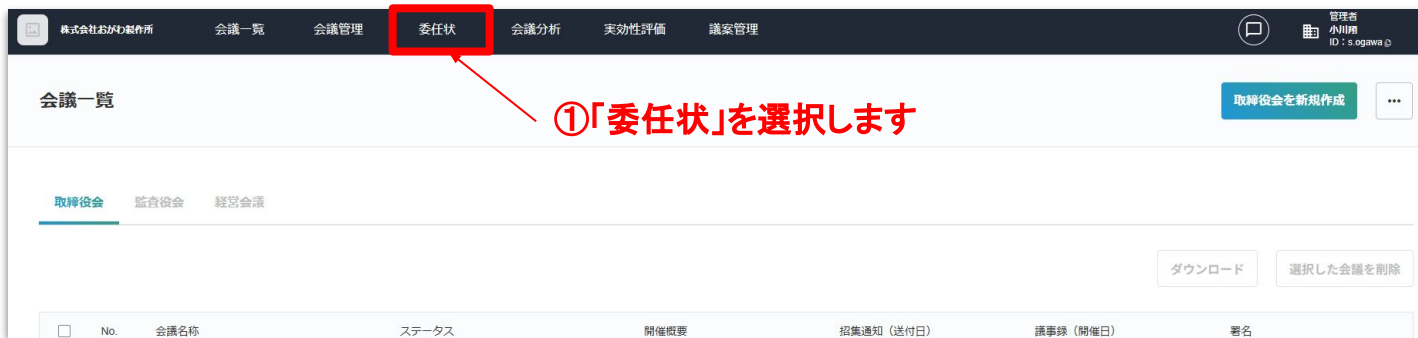 株式会社おがわ製作所 会議一覧 会議管理 委任状 会議分析 実効性評価 議案管理
管理者
小川用
ID:s.ogawa
会議一覧
取締役会を新規作成 ...
①「委任状」を選択します
取締役会 監査役会 経営会議
ダウンロード 選択した会議を削除
No. 会議名称 ステータス 開催概要 招集通知(送付日) 議事録(開催日) 署名